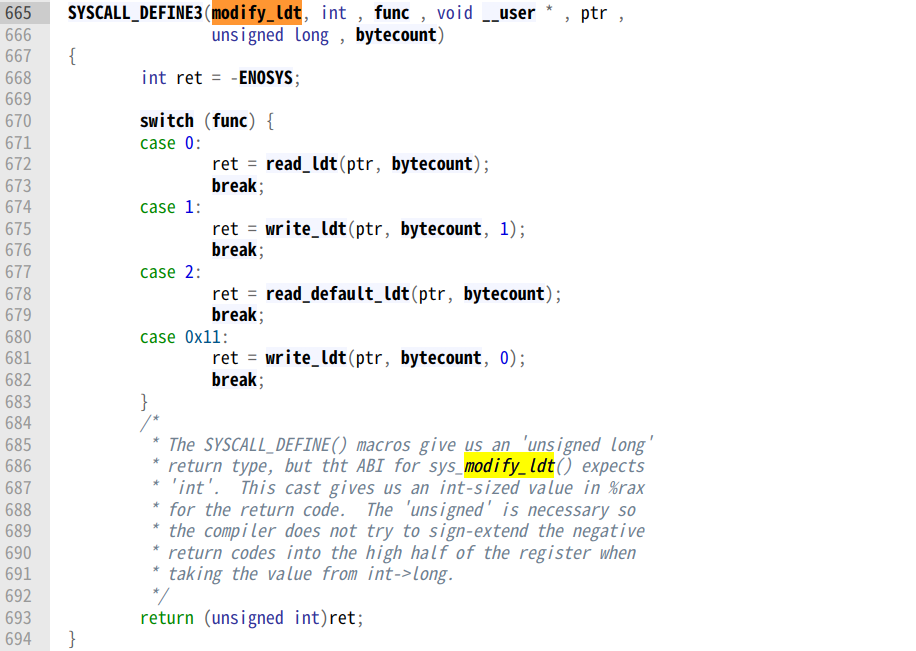 665 SYSCALL_DEFINE3(modify_ldt, int , func , void __user * , ptr ,
666 unsigned long , bytecount)
667 {
668 int ret = -ENOSYS;
669
670 switch (func) {
671 case 0:
672 ret = read_ldt(ptr, bytecount);
673 break;
674 case 1:
675 ret = write_ldt(ptr, bytecount, 1);
676 break;
677 case 2:
678 ret = read_default_ldt(ptr, bytecount);
679 break;
680 case 0x11:
681 ret = write_ldt(ptr, bytecount, 0);
682 break;
683 }
684 /*
685 * The SYSCALL_DEFINE() macros give us an 'unsigned long'
686 * return type, but tht ABI for sys_modify_ldt() expects
687 * 'int'. This cast gives us an int-sized value in %rax
688 * for the return code. The 'unsigned' is necessary so
689 * the compiler does not try to sign-extend the negative
690 * return codes into the high half of the register when
691 * taking the value from int->long.
692 */
693 return (unsigned int)ret;
694 }